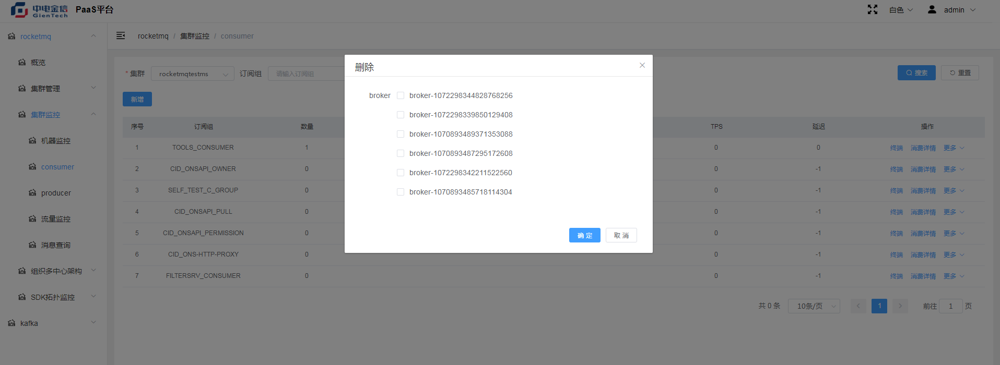 中电金信 GienTech PaaS平台 白色 admin
rocketmq
概览
集群管理
集群监控
机器监控
consumer
producer
流量监控
消息查询
组织多中心架构
SDK拓扑监控
kafka
rocketmq / 集群监控 / consumer
* 集群 rocketmqtestms 订阅组 请输入订阅组 搜索 重置
新增
序号 订阅组 数量 TPS 延迟 操作
1 TOOLS_CONSUMER 1 0 0 终端 消费详情 更多
2 CID_ONSAPI_OWNER 0 0 -1 终端 消费详情 更多
3 SELF_TEST_C_GROUP 0 0 -1 终端 消费详情 更多
4 CID_ONSAPI_PULL 0 0 -1 终端 消费详情 更多
5 CID_ONSAPI_PERMISSION 0 0 -1 终端 消费详情 更多
6 CID_ONS-HTTP-PROXY 0 0 -1 终端 消费详情 更多
7 FILTERSRV_CONSUMER 0 0 -1 终端 消费详情 更多
共 0 条 10条/页 1 前往 1 页
删除
broker broker-1072298344828768256
broker-1072298339850129408
broker-1070893489371353088
broker-1070893487295172608
broker-1072298342211522560
broker-1070893485718114304
确 定 取 消